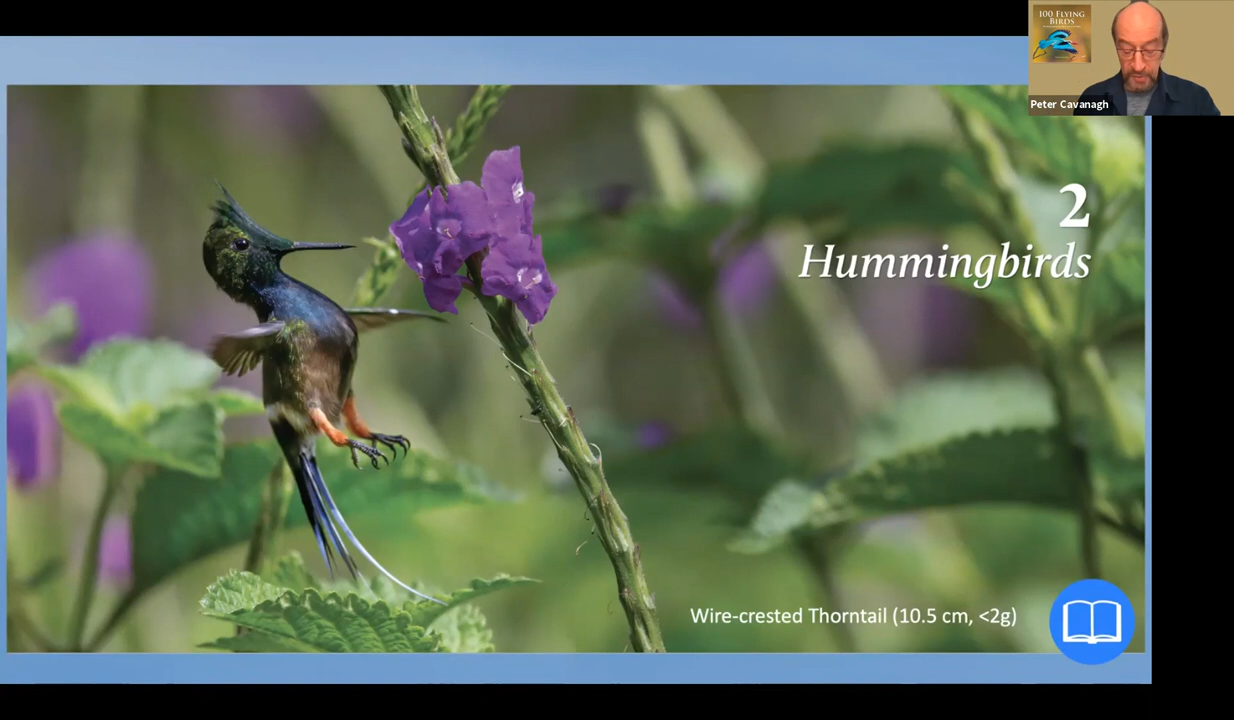 100 FLYING
BIRDS
Peter Cavanagh
2
Hummingbirds
Wire-crested Thorntail (10.5 cm, <2g)